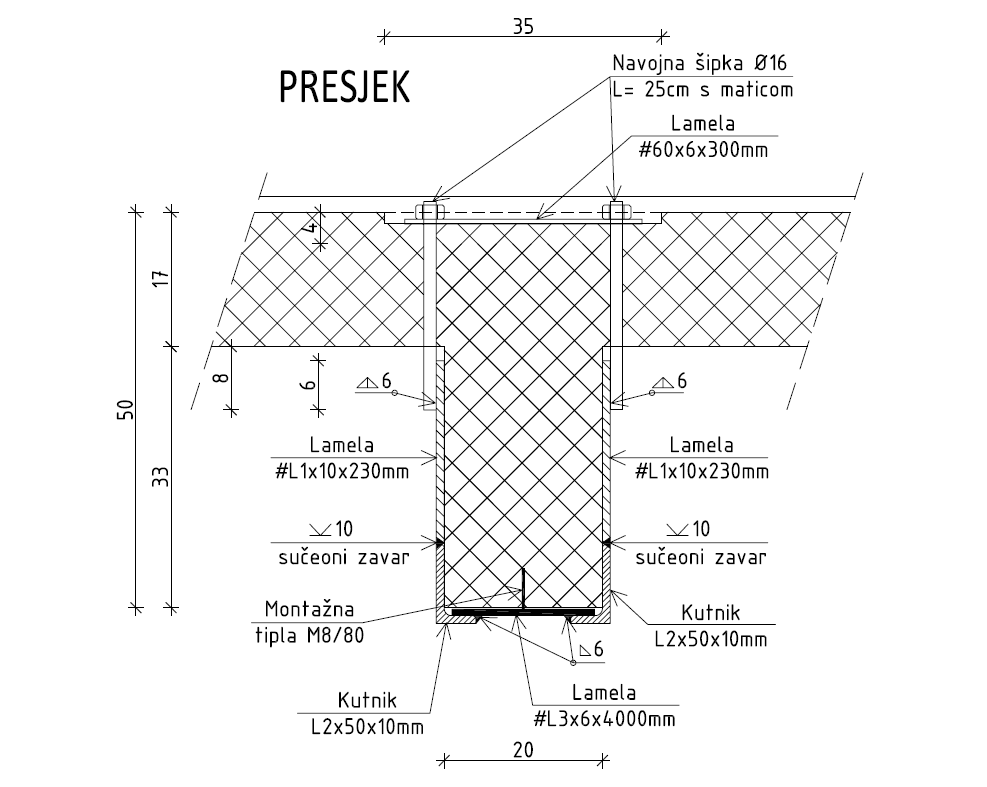 35
PRESJEK
Navojna šipka Ø16
L= 25cm s maticom
Lamela
#60x6x300mm
4
17
8
6
6
6
50
33
Lamela
#L1x10x230mm
Lamela
#L1x10x230mm
10
sučeoni zavar
10
sučeoni zavar
Montažna
tipla M8/80
Kutnik
L2x50x10mm
6
Kutnik
L2x50x10mm
Lamela
#L3x6x4000mm
20